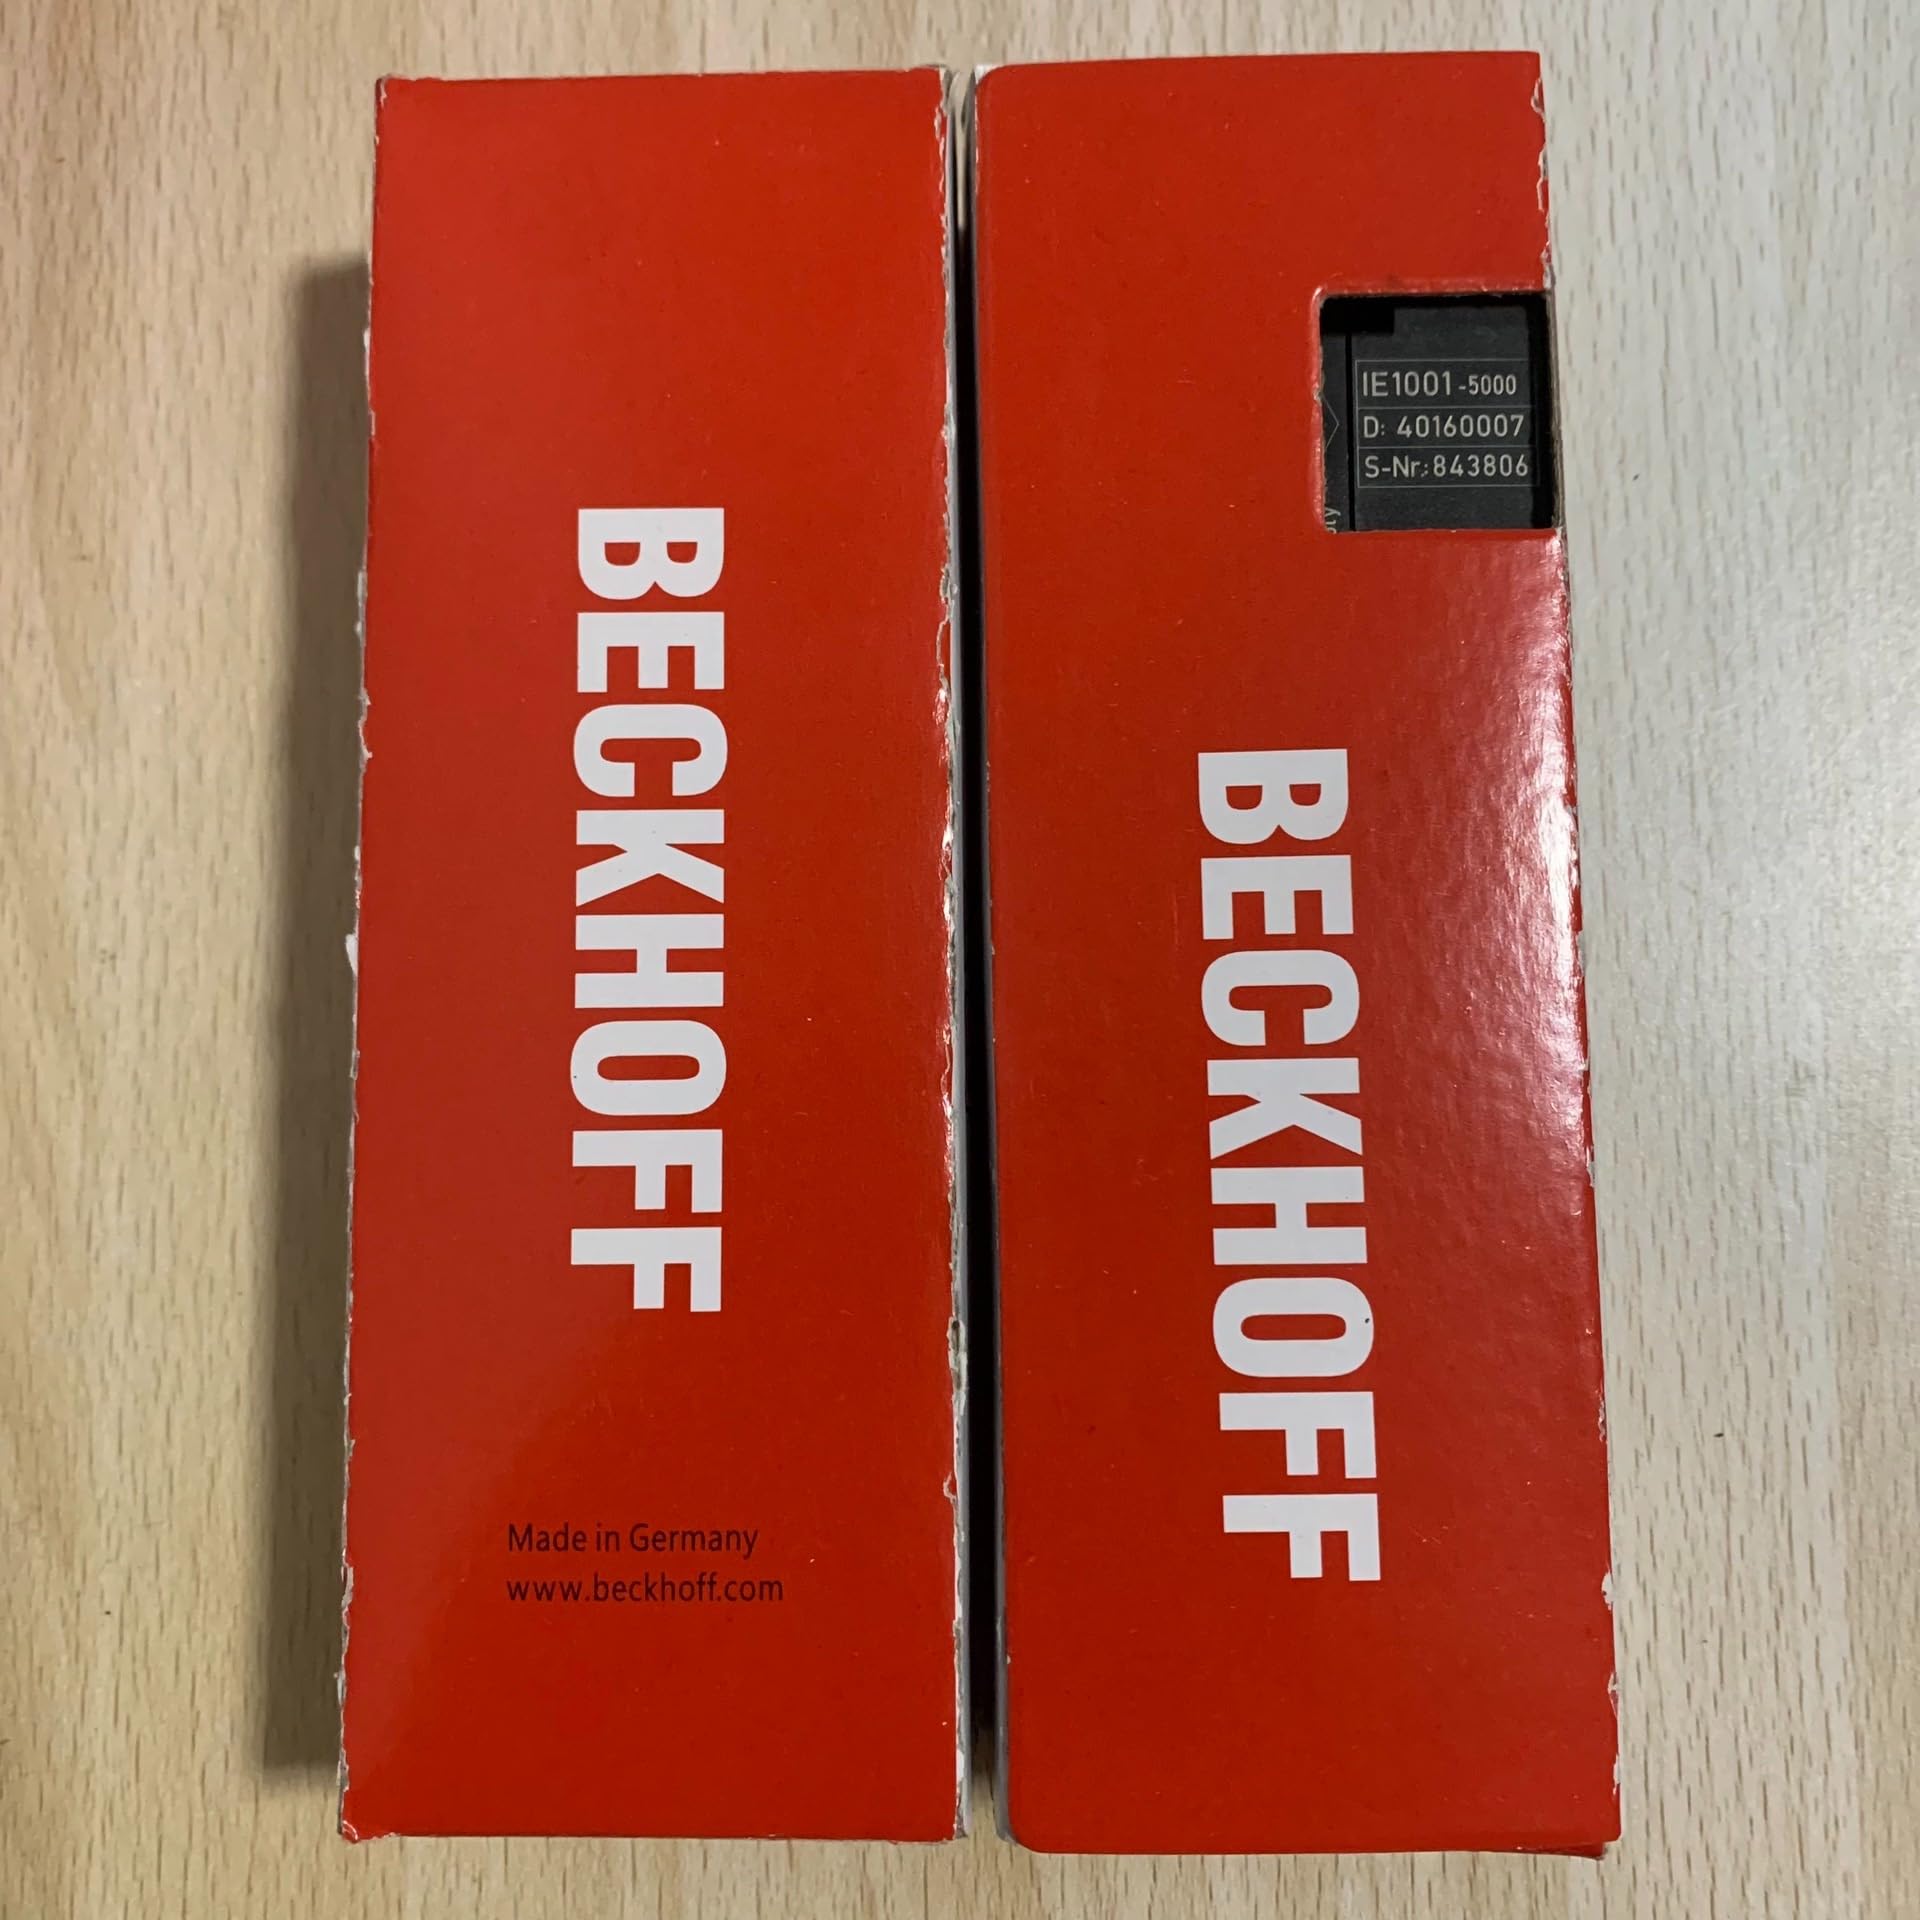 BECKHOFF
Made in Germany
www.beckhoff.com
IE1001-5000
D: 40160007
S-Nr.:843806
BECKHOFF